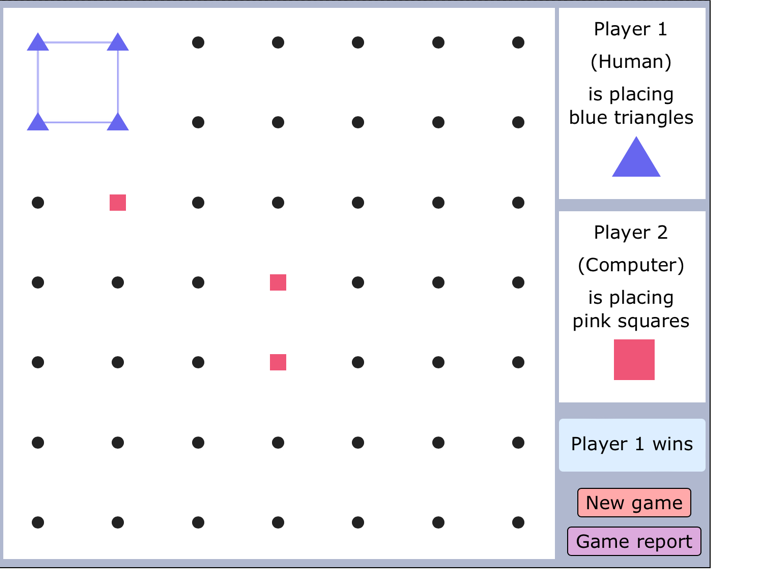 Player 1
(Human)
is placing
blue triangles
Player 2
(Computer)
is placing
pink squares
Player 1 wins
New game
Game report